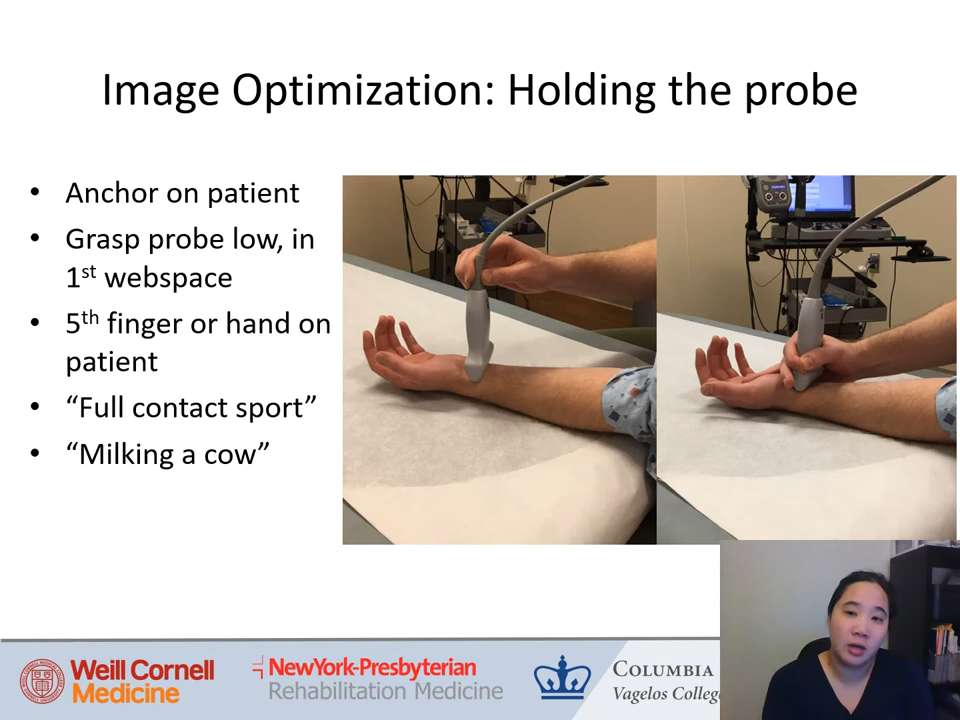 Image Optimization: Holding the probe
• Anchor on patient
• Grasp probe low, in
1st webspace
• 5th finger or hand on
patient
• “Full contact sport”
• “Milking a cow”
Weill Cornell
Medicine
NewYork-Presbyterian
Rehabilitation Medicine
Columbia
Vagelos College